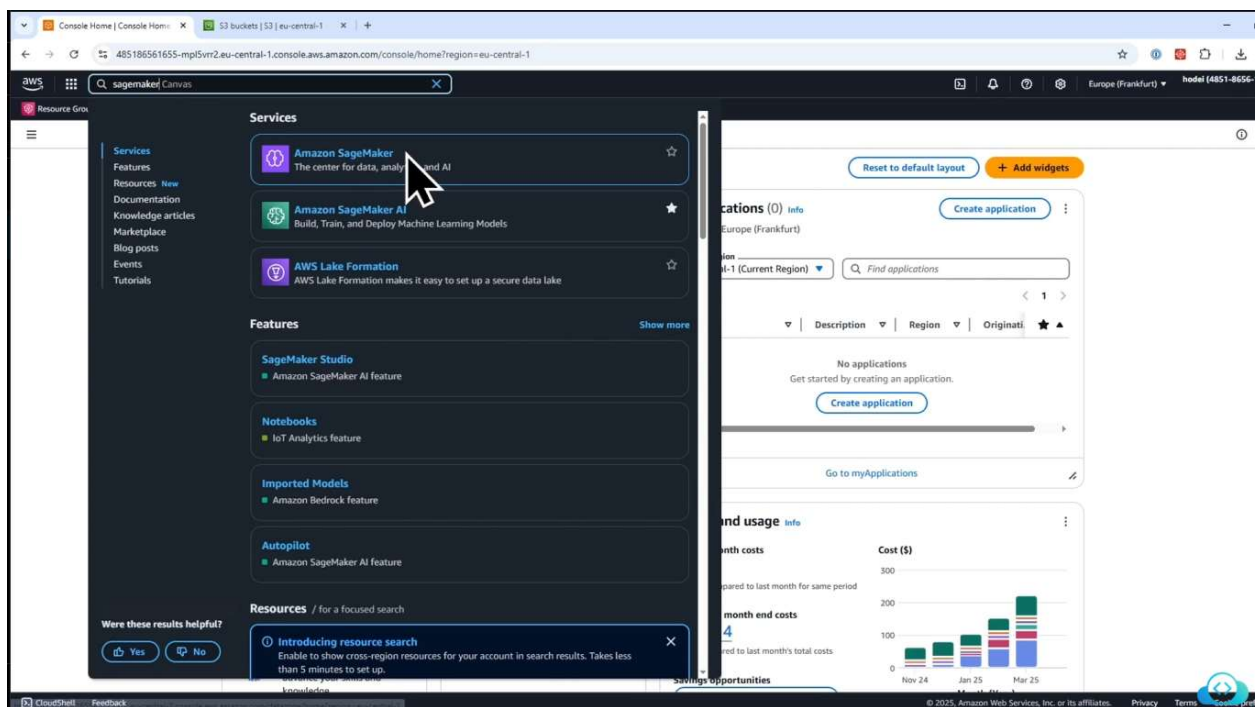 Console Home | Console Home
S3 buckets | S3 | eu-central-1
485186561655-mpl5vrr2.eu-central-1.console.aws.amazon.com/console/home?region=eu-central-1
aws
sagemaker Canvas
Europe (Frankfurt)
hodei (4851-8656-
Resource Grou
Services
Features
Resources New
Documentation
Knowledge articles
Marketplace
Blog posts
Events
Tutorials
Were these results helpful?
Yes
No
Services
Amazon SageMaker
The center for data, and AI
Amazon SageMaker AI
Build, Train, and Deploy Machine Learning Models
AWS Lake Formation
AWS Lake Formation makes it easy to set up a secure data lake
Features
Show more
SageMaker Studio
Amazon SageMaker AI feature
Notebooks
IoT Analytics feature
Imported Models
Amazon Bedrock feature
Autopilot
Amazon SageMaker AI feature
Resources / for a focused search
Introducing resource search
Enable to show cross-region resources for your account in search results. Takes less
than 5 minutes to set up.
knowledge
Reset to default layout
+ Add widgets
cations (0) Info
Create application
Europe (Frankfurt)
l-1 (Current Region)
Find applications
1
Description
Region
Originati
No applications
Get started by creating an application.
Create application
Go to myApplications
and usage Info
onth costs
pared to last month for same period
month end costs
4
red to last month's total costs
Savings opportunities
Cost ($)
300
200
100
0
Nov 24
Jan 25
Mar 25
CloudShell
Feedback
© 2025, Amazon Web Services, Inc. or its affiliates.
Privacy
Terms